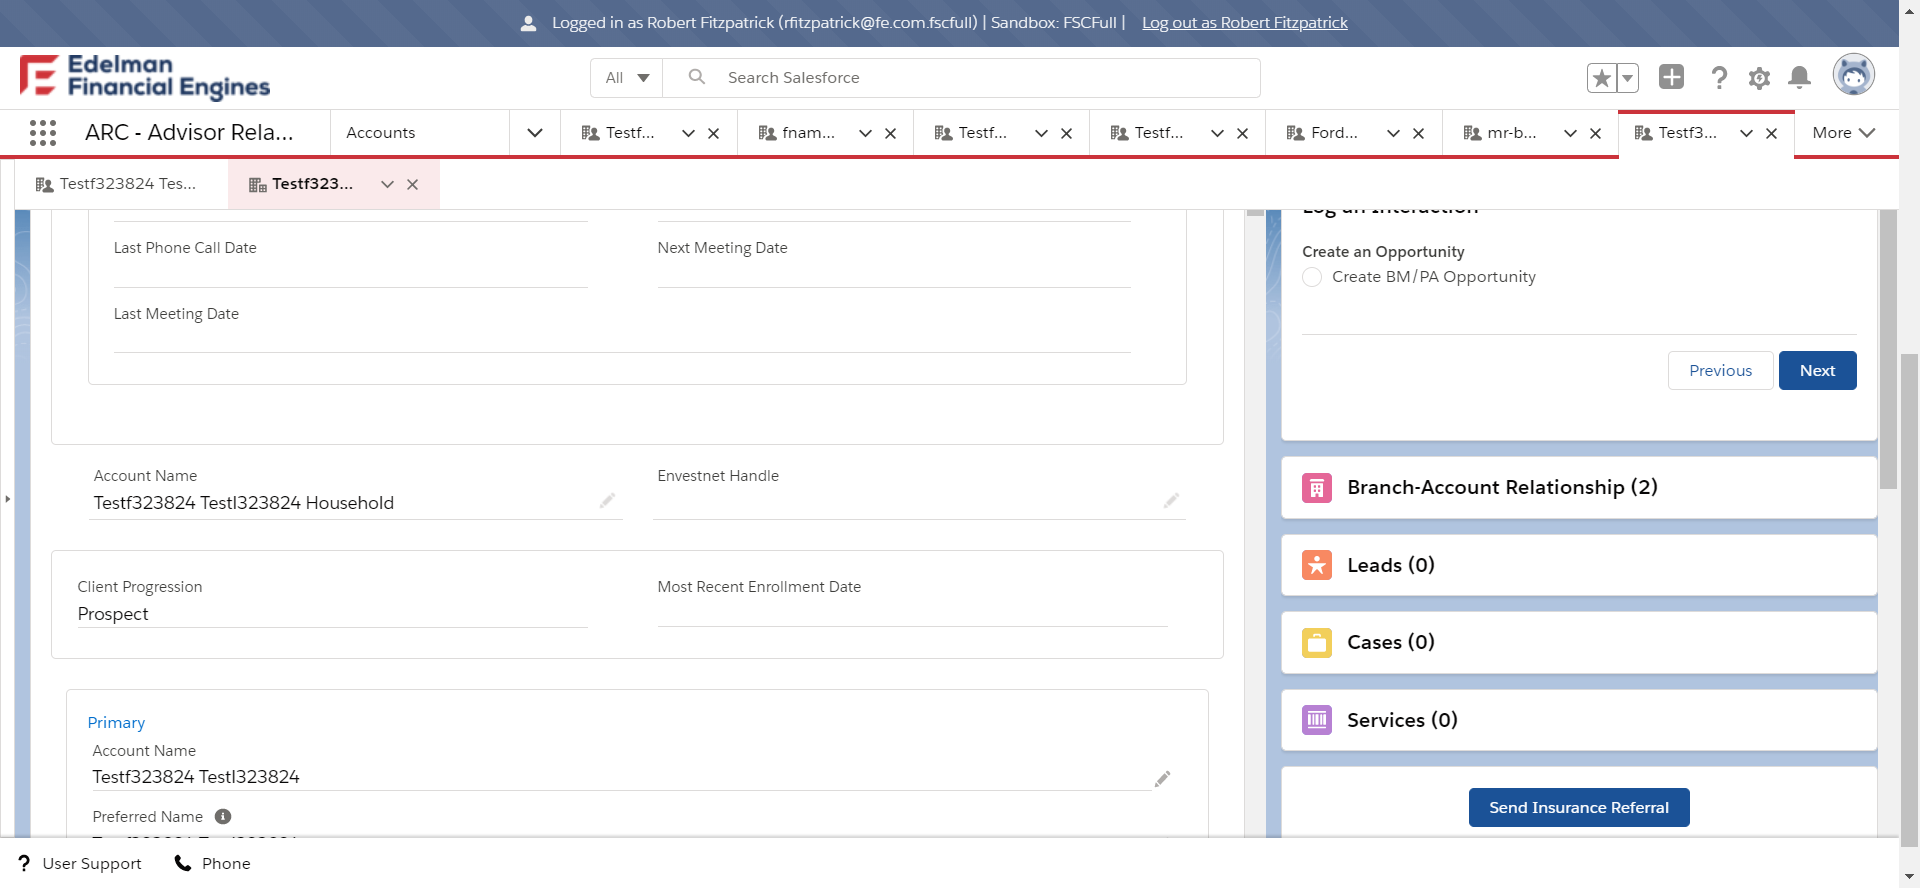 Logged in as Robert Fitzpatrick (rfitzpatrick@fe.com.fscfull) | Sandbox: FSCFull | Log out as Robert Fitzpatrick
Edelman
Financial Engines
All
Search Salesforce
ARC - Advisor Rela...
Accounts
Testf...
fnam...
Testf...
Testf...
Ford...
mr-b...
Testf3...
More
Testf323824 Tes...
Testf323...
Last Phone Call Date
Next Meeting Date
Last Meeting Date
Account Name
Testf323824 Testl323824 Household
Envestnet Handle
Client Progression
Prospect
Most Recent Enrollment Date
Primary
Account Name
Testf323824 Testl323824
Preferred Name
Log an Interaction
Create an Opportunity
Create BM/PA Opportunity
Previous
Next
Branch-Account Relationship (2)
Leads (0)
Cases (0)
Services (0)
Send Insurance Referral
User Support
Phone